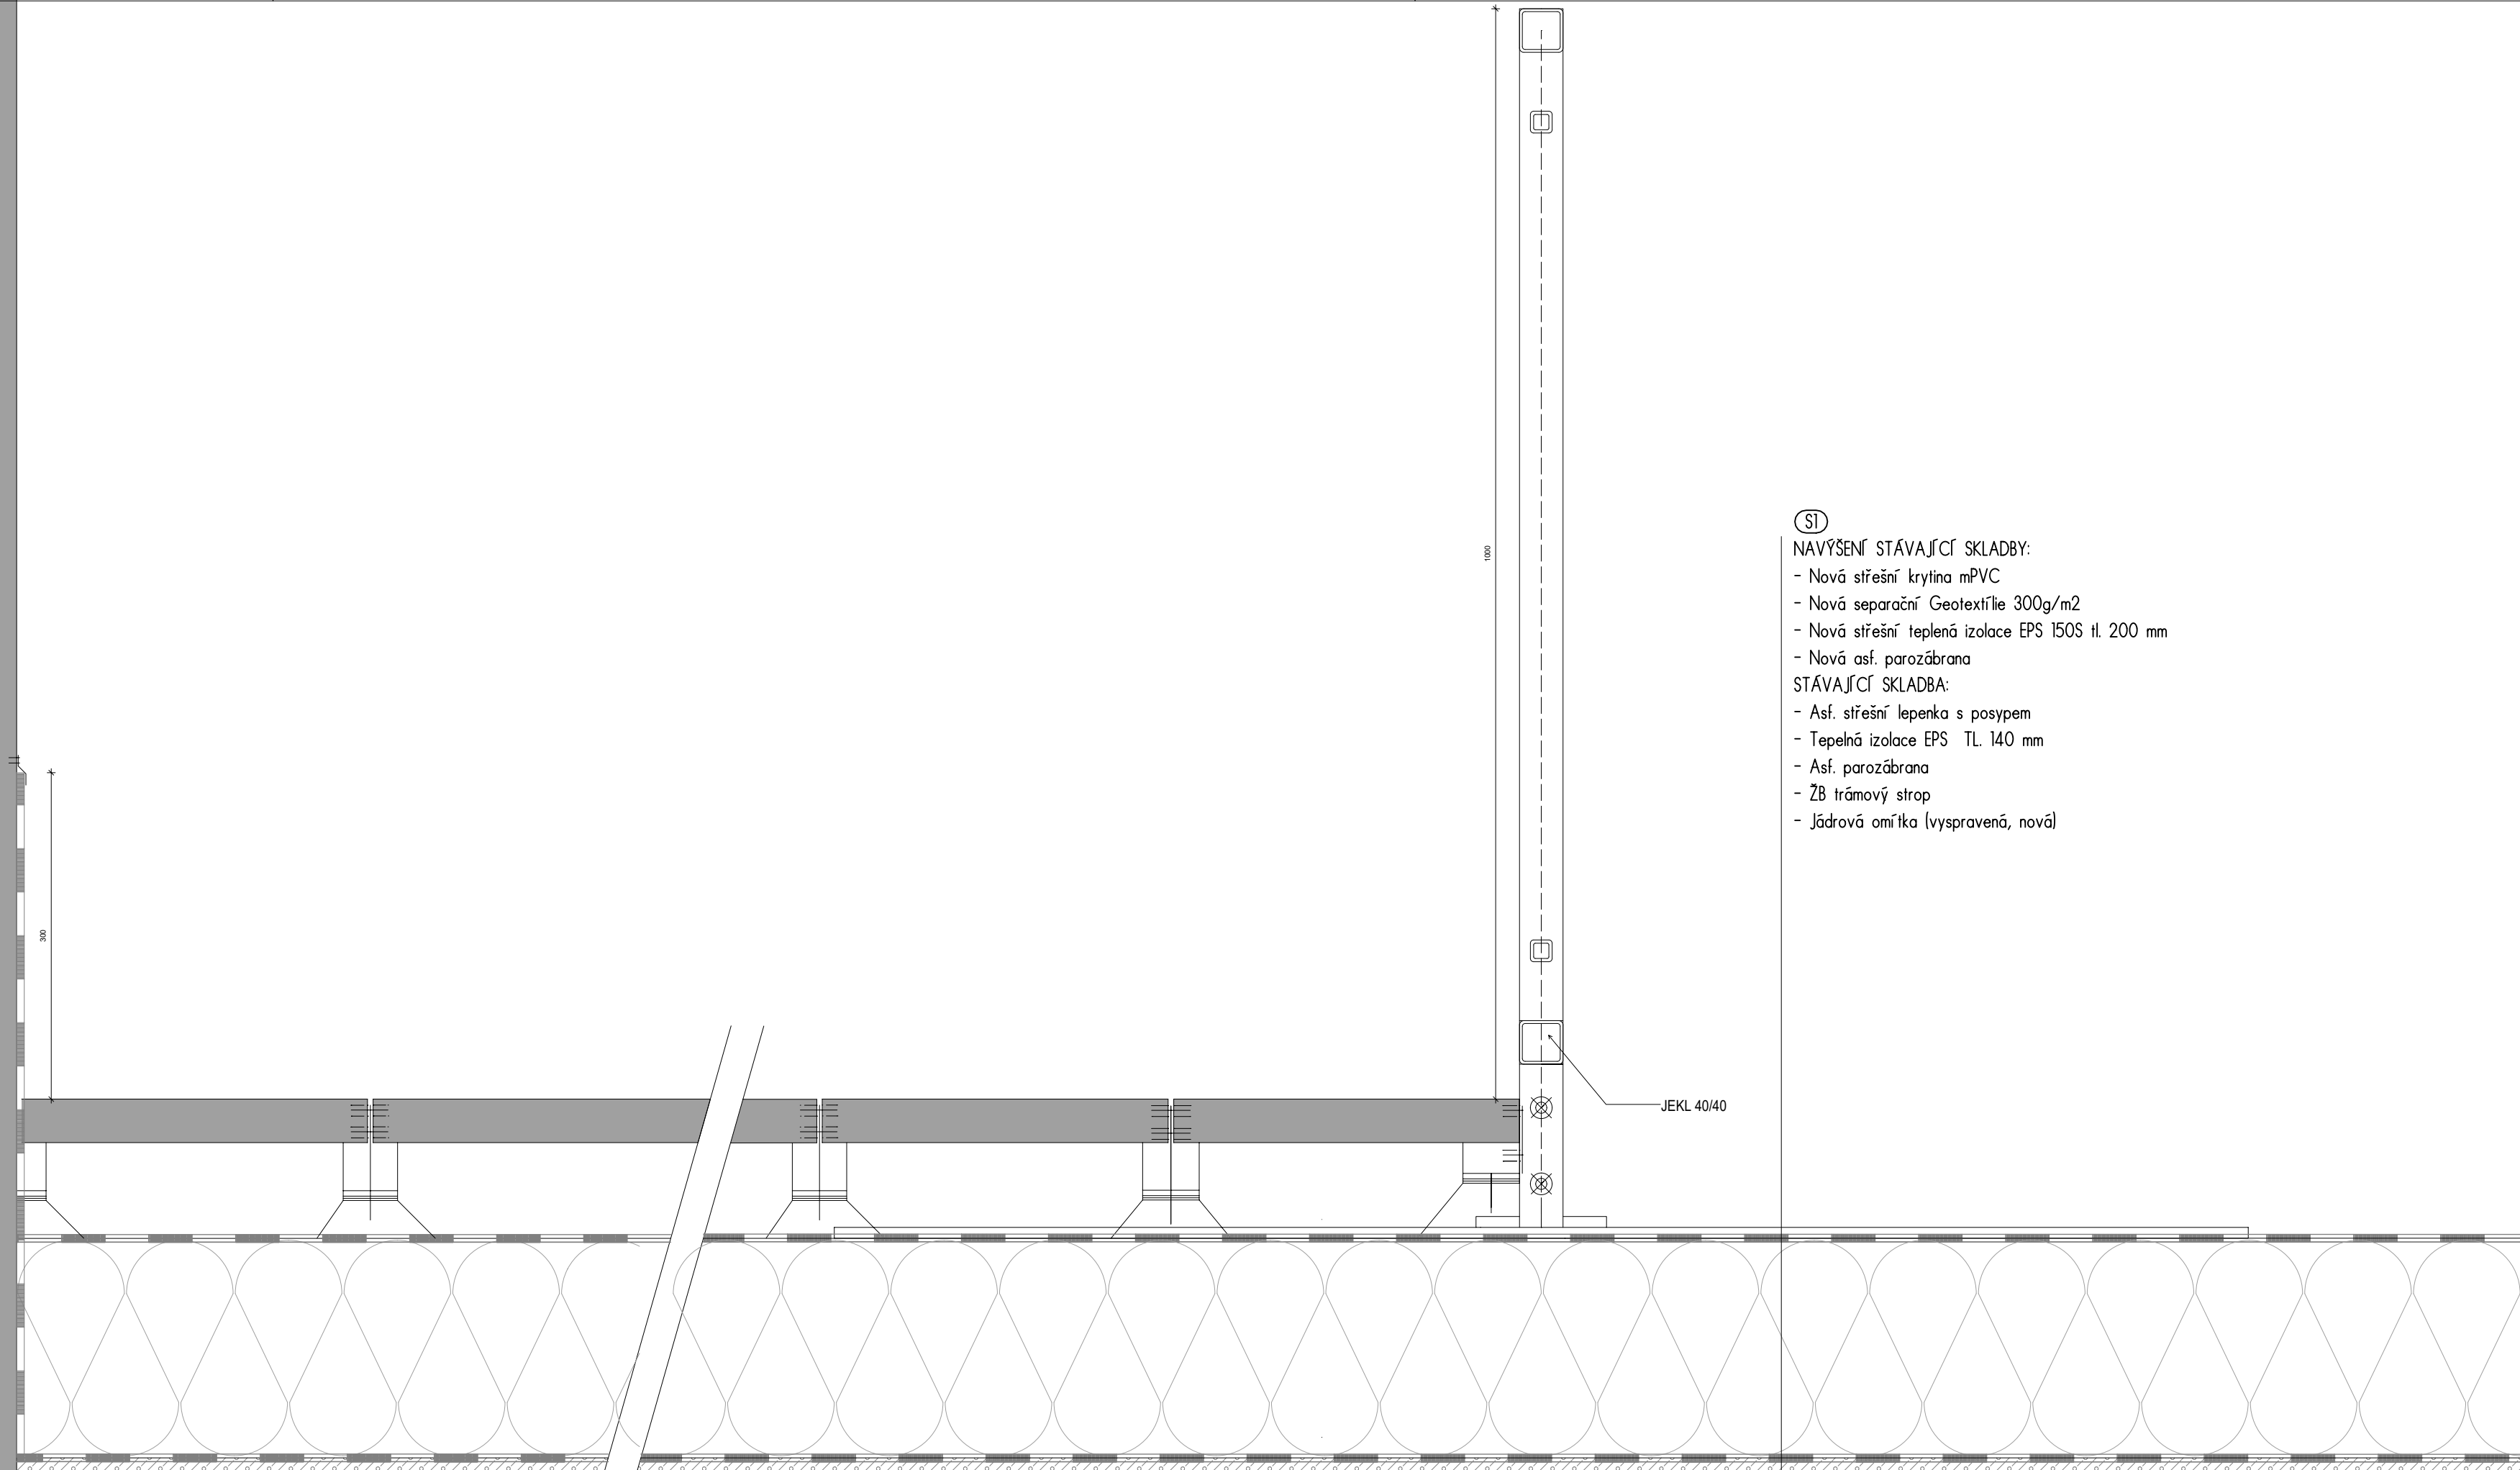 1000
S1
NAVÝŠENÍ STÁVAJÍCÍ SKLADBY:
- Nová střešní krytina mPVC
- Nová separační Geotextílie 300g/m2
- Nová střešní teplená izolace EPS 150S tl. 200 mm
- Nová asf. parozábrana
STÁVAJÍCÍ SKLADBA:
- Asf. střešní lepenka s posypem
- Tepelná izolace EPS TL. 140 mm
- Asf. parozábrana
- ŽB trámový strop
- Jádrová omítka (vyspravená, nová)
300
JEKL 40/40